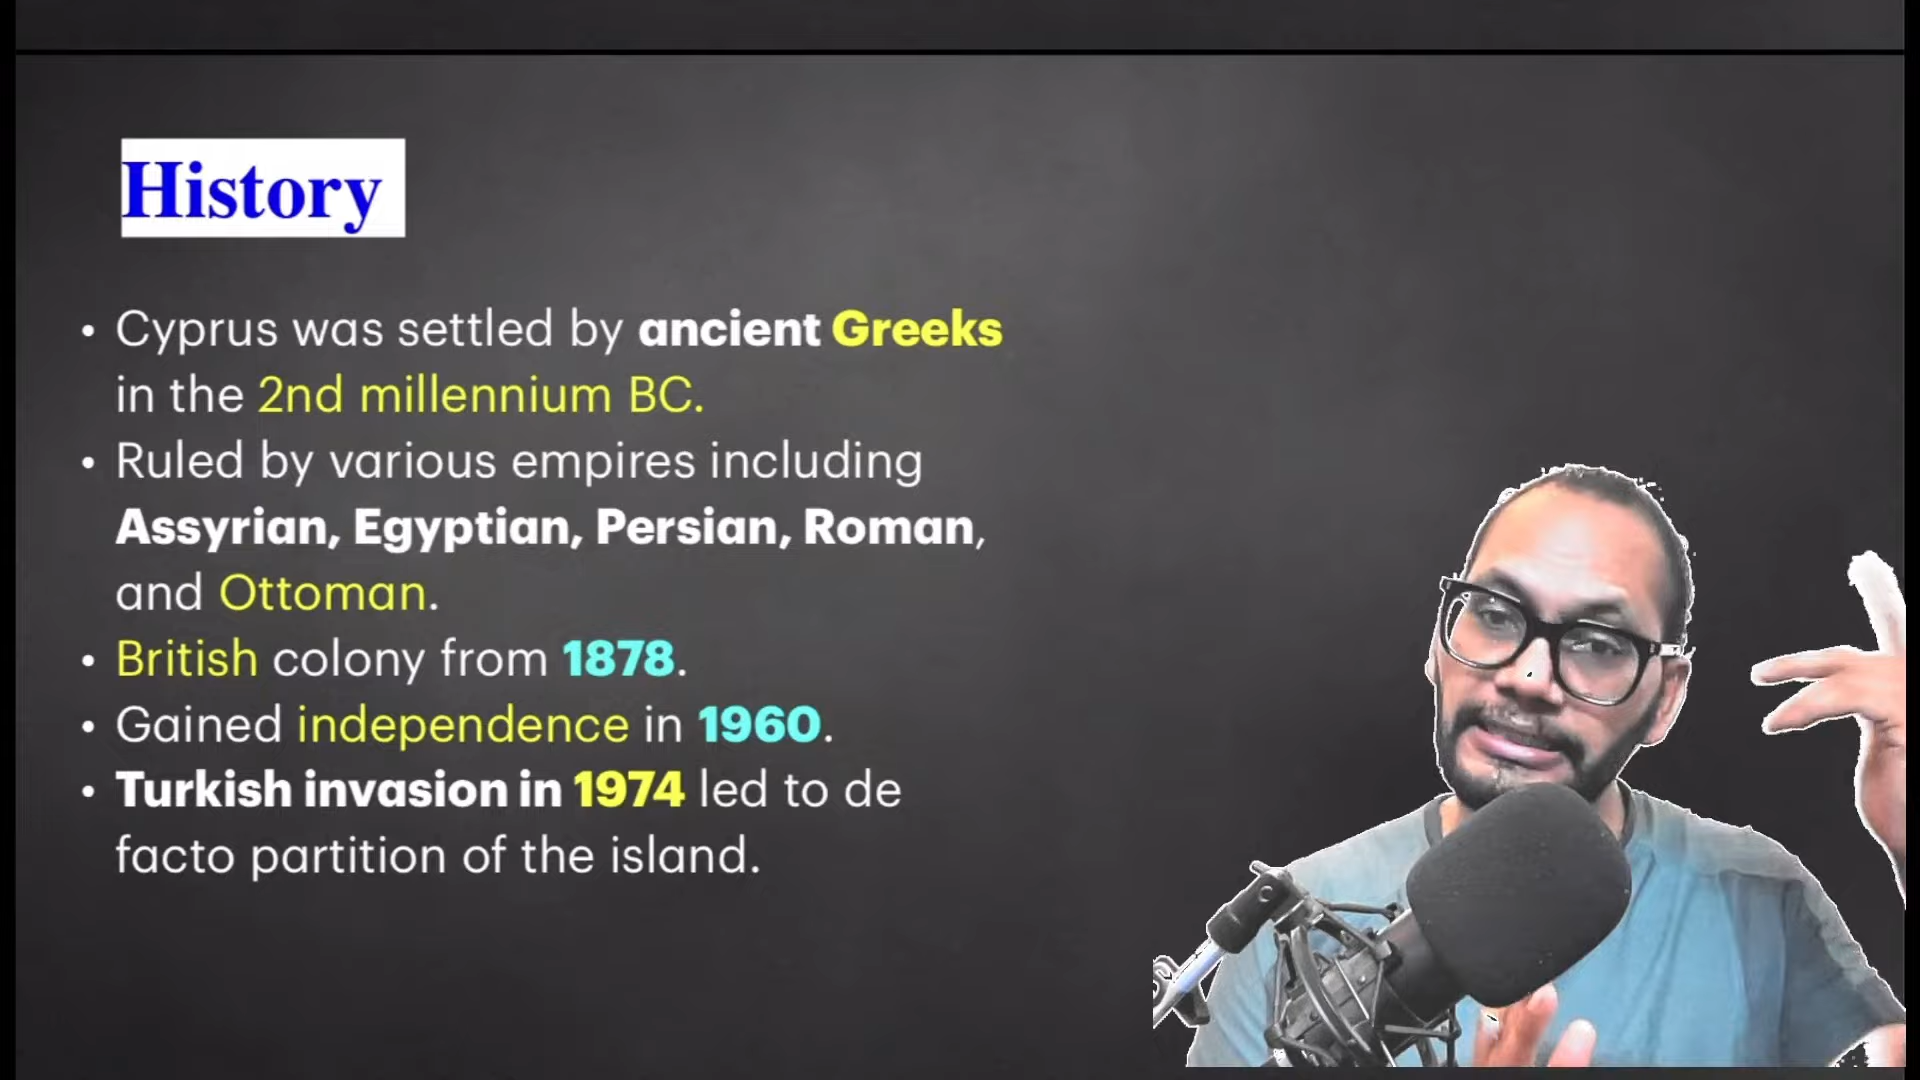 History
• Cyprus was settled by ancient Greeks
in the 2nd millennium BC.
• Ruled by various empires including
Assyrian, Egyptian, Persian, Roman,
and Ottoman.
• British colony from 1878.
• Gained independence in 1960.
• Turkish invasion in 1974 led to de
facto partition of the island.